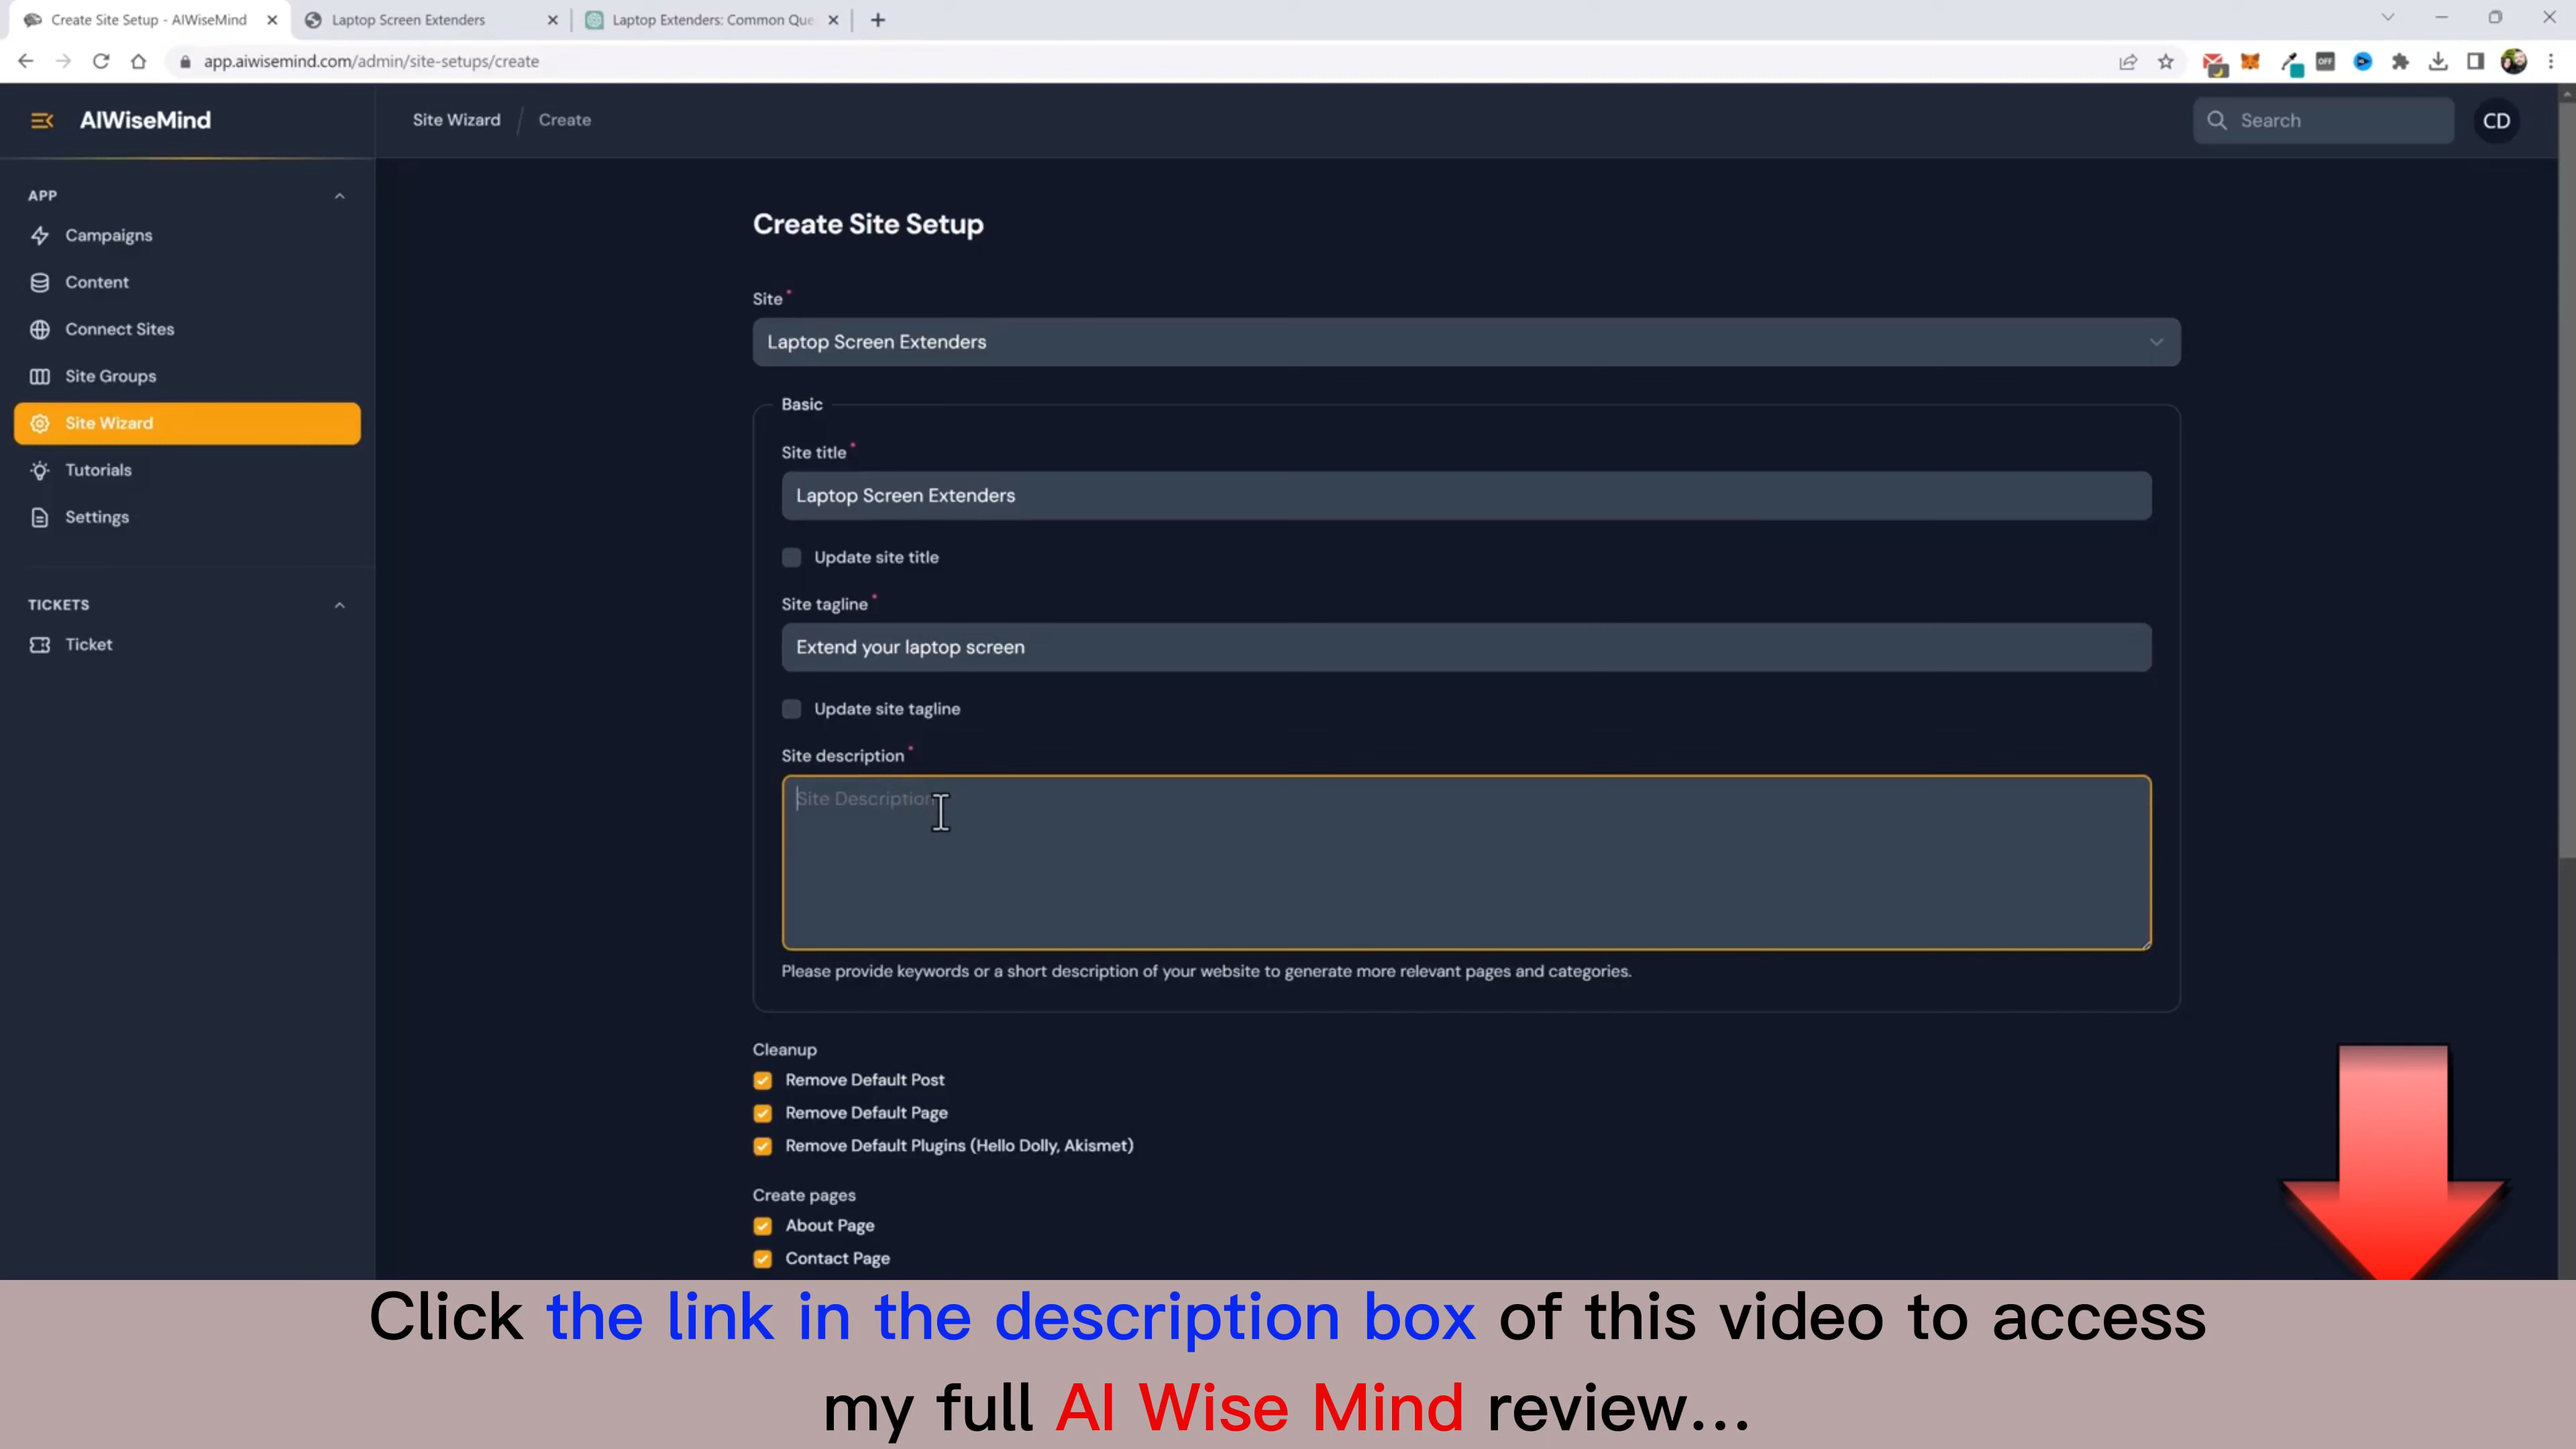 Create Site Setup - AIWiseMind
Laptop Screen Extenders
Laptop Extenders: Common Que
app.aiwisemind.com/admin/site-setups/create
OFF
AIWiseMind
Site Wizard / Create
Search
CD
APP
Campaigns
Content
Connect Sites
Site Groups
Site Wizard
Tutorials
Settings
TICKETS
Ticket
Create Site Setup
Site *
Laptop Screen Extenders
Basic
Site title *
Laptop Screen Extenders
Update site title
Site tagline *
Extend your laptop screen
Update site tagline
Site description *
Site Description
Please provide keywords or a short description of your website to generate more relevant pages and categories.
Cleanup
Remove Default Post
Remove Default Page
Remove Default Plugins (Hello Dolly, Akismet)
Create pages
About Page
Contact Page
Click the link in the description box of this video to access
my full AI Wise Mind review...